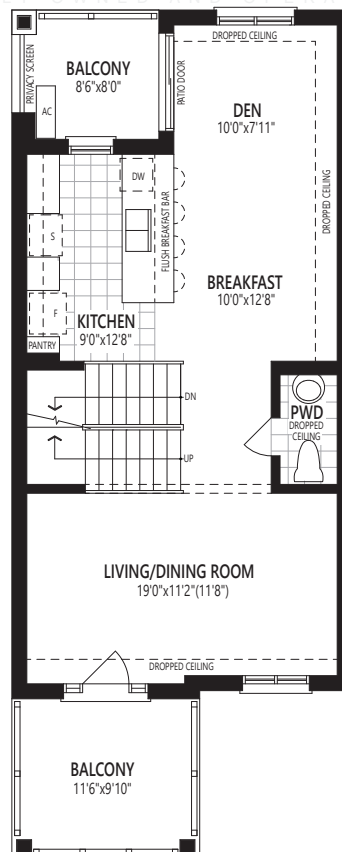 DROPPED CEILING
BALCONY
8'6"x8'0"
PRIVACY SCREEN
AC
PATIO DOOR
DEN
10'0"x7'11"
DROPPED CEILING
DW
S
FLUSH BREAKFAST BAR
BREAKFAST
10'0"x12'8"
F
KITCHEN
9'0"x12'8"
PANTRY
DN
PWD
DROPPED
CEILING
UP
LIVING/DINING ROOM
19'0"x11'2"(11'8")
DROPPED CEILING
BALCONY
11'6"x9'10"